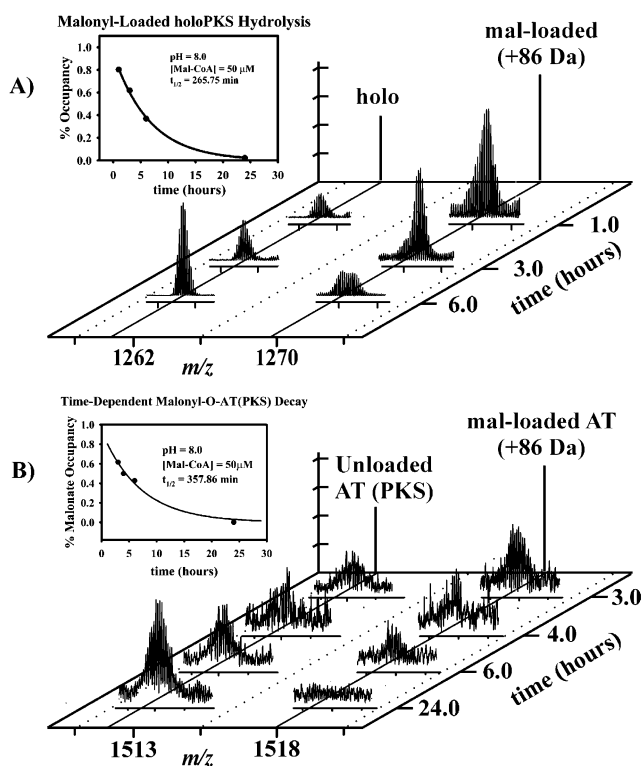 A)
Malonyl-Loaded holoPKS Hydrolysis
% Occupancy
1.0
0.8
0.6
0.4
0.2
0.0
pH = 8.0
[Mal-CoA] = 50 μM
t1/2 = 265.75 min
0 5 10 15 20 25 30
time (hours)
holo
mal-loaded
(+86 Da)
1.0
3.0
6.0
time (hours)
1262
1270
m/z
B)
Time-Dependent Malonyl-O-AT(PKS) Decay
% Malonate Occupancy
1.0
0.8
0.6
0.4
0.2
0.0
pH = 8.0
[Mal-CoA] = 50μM
t1/2 = 357.86 min
0 5 10 15 20 25 30
time (hours)
Unloaded
AT (PKS)
mal-loaded AT
(+86 Da)
3.0
4.0
6.0
24.0
time (hours)
1513
1518
m/z